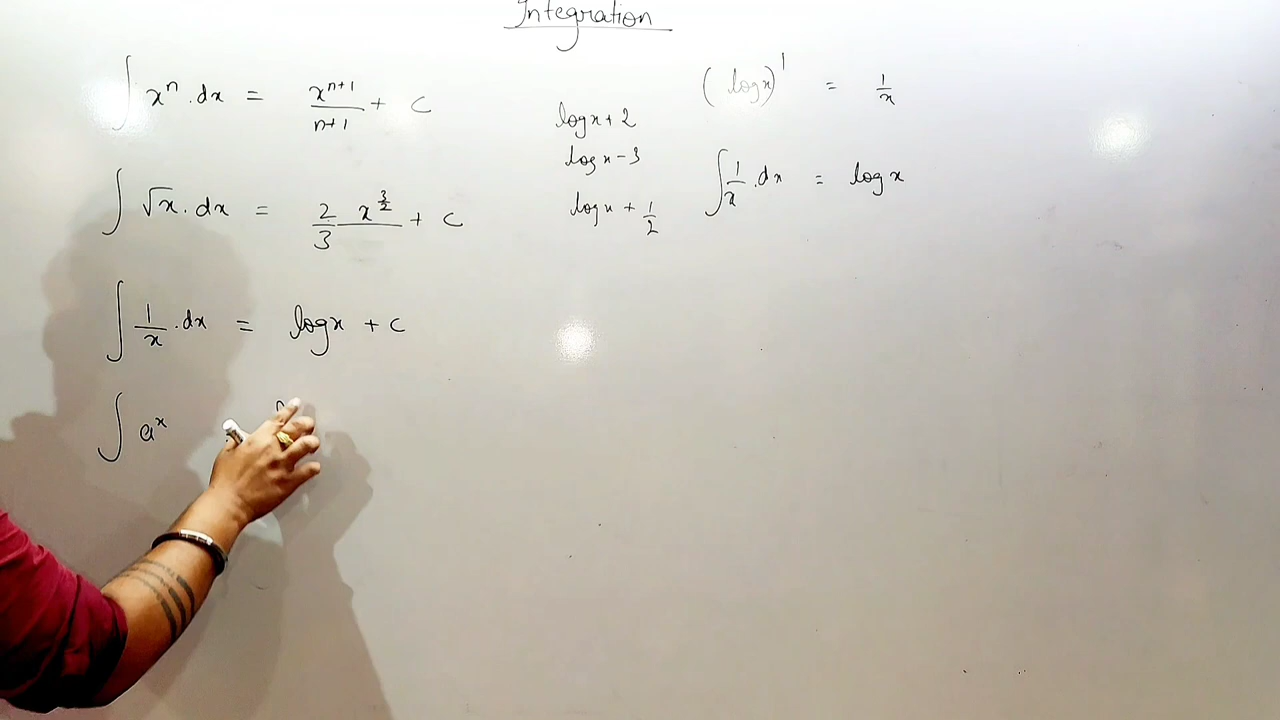 Integration
∫ xⁿ . dx = xⁿ⁺¹/n+1 + c
∫ √x . dx = 2/3 x^(3/2) + c
∫ 1/x . dx = log x + c
∫ aˣ
log x + 2
log x - 3
log x + 1/2
(log x)' = 1/x
∫ 1/x . dx = log x